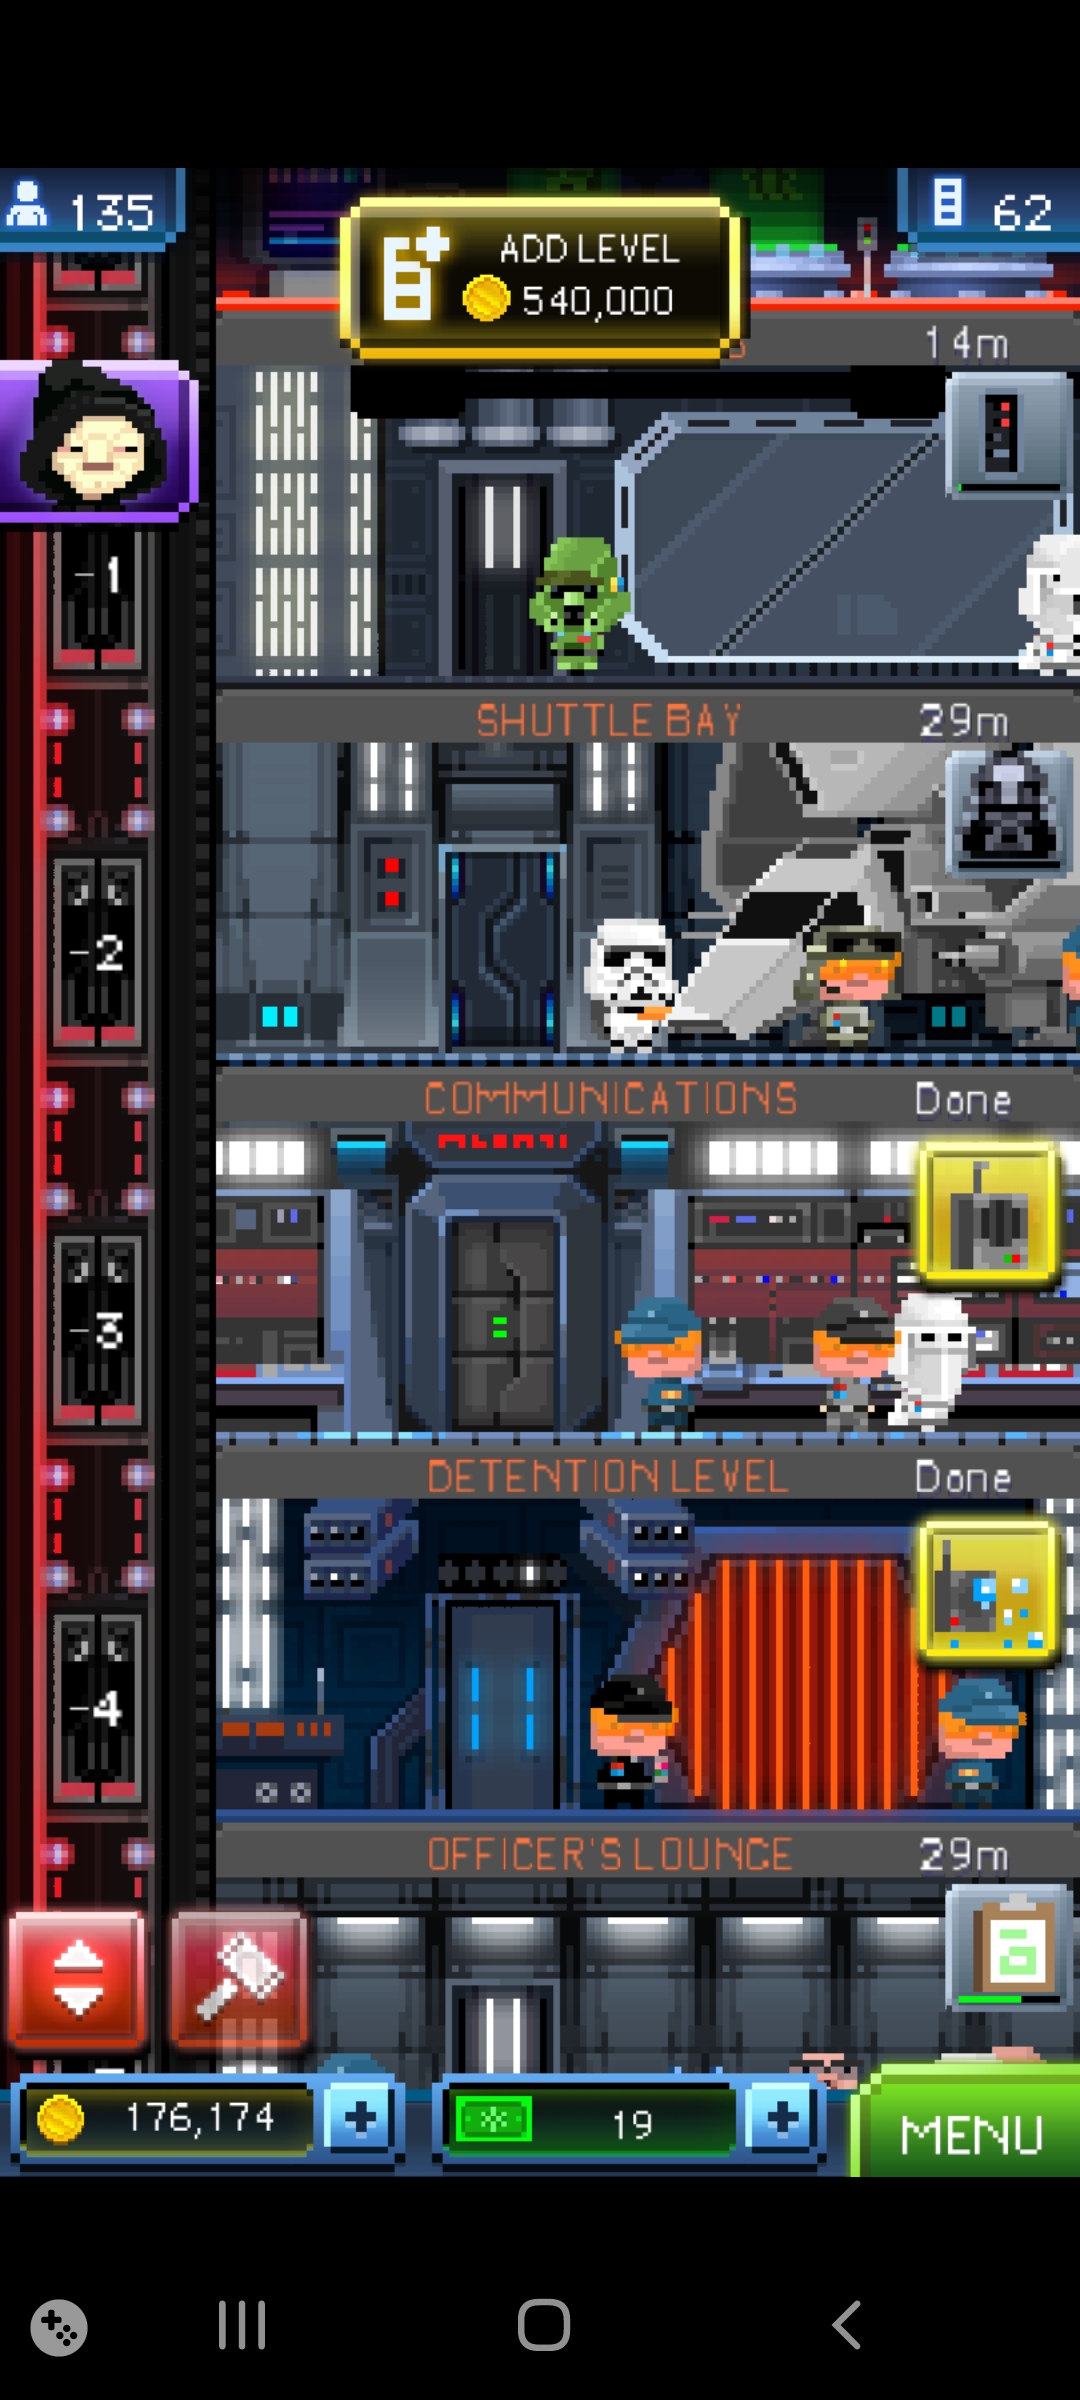 135
ADD LEVEL
540,000
62
14m
-1
SHUTTLE BAY
29m
-2
COMMUNICATIONS
Done
-3
DETENTION LEVEL
Done
-4
OFFICER'S LOUNGE
29m
a
176,174
19
MENU